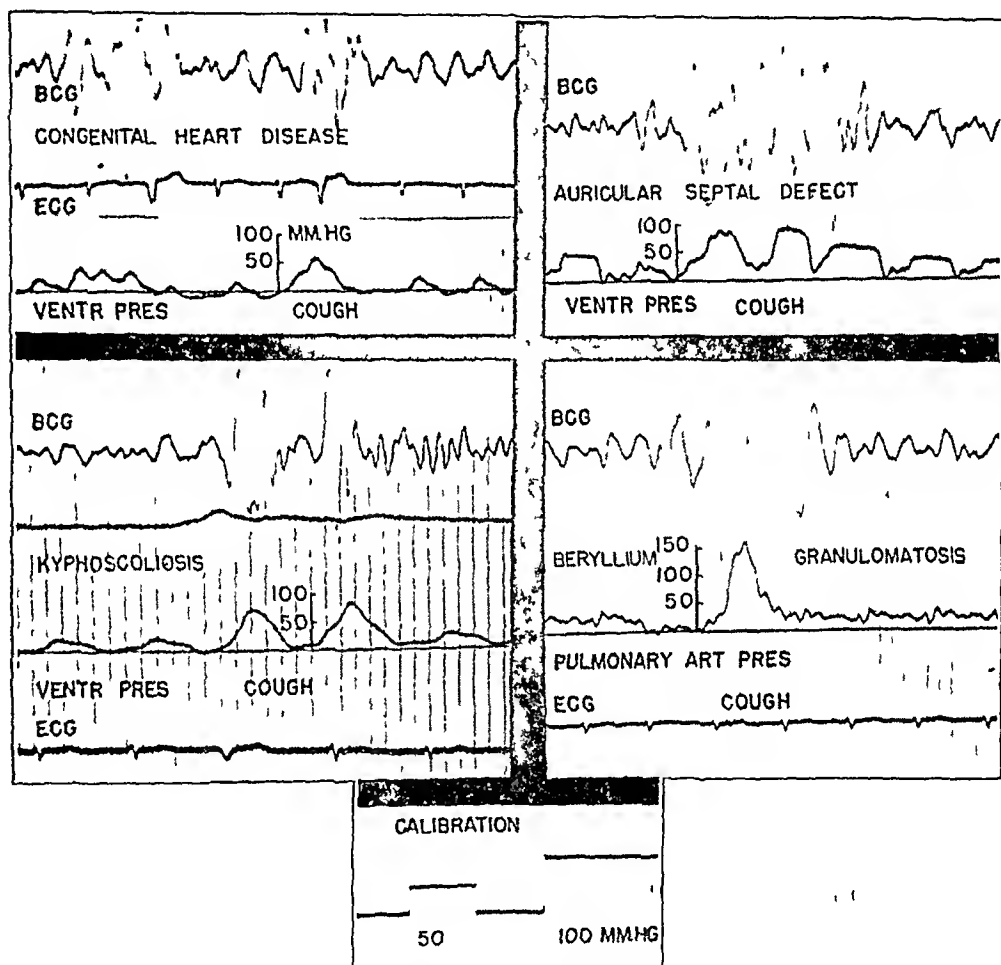 BCG
CONGENITAL HEART DISEASE
ECG
100 MM.HG
50
VENTR PRES COUGH
BCG
AURICULAR SEPTAL DEFECT
100
50
VENTR PRES COUGH
BCG
KYPHOSCOLIOSIS
100
50
VENTR PRES COUGH
ECG
BCG
BERYLLIUM GRANULOMATOSIS
150
100
50
PULMONARY ART PRES
ECG COUGH
CALIBRATION
50 100 MM.HG